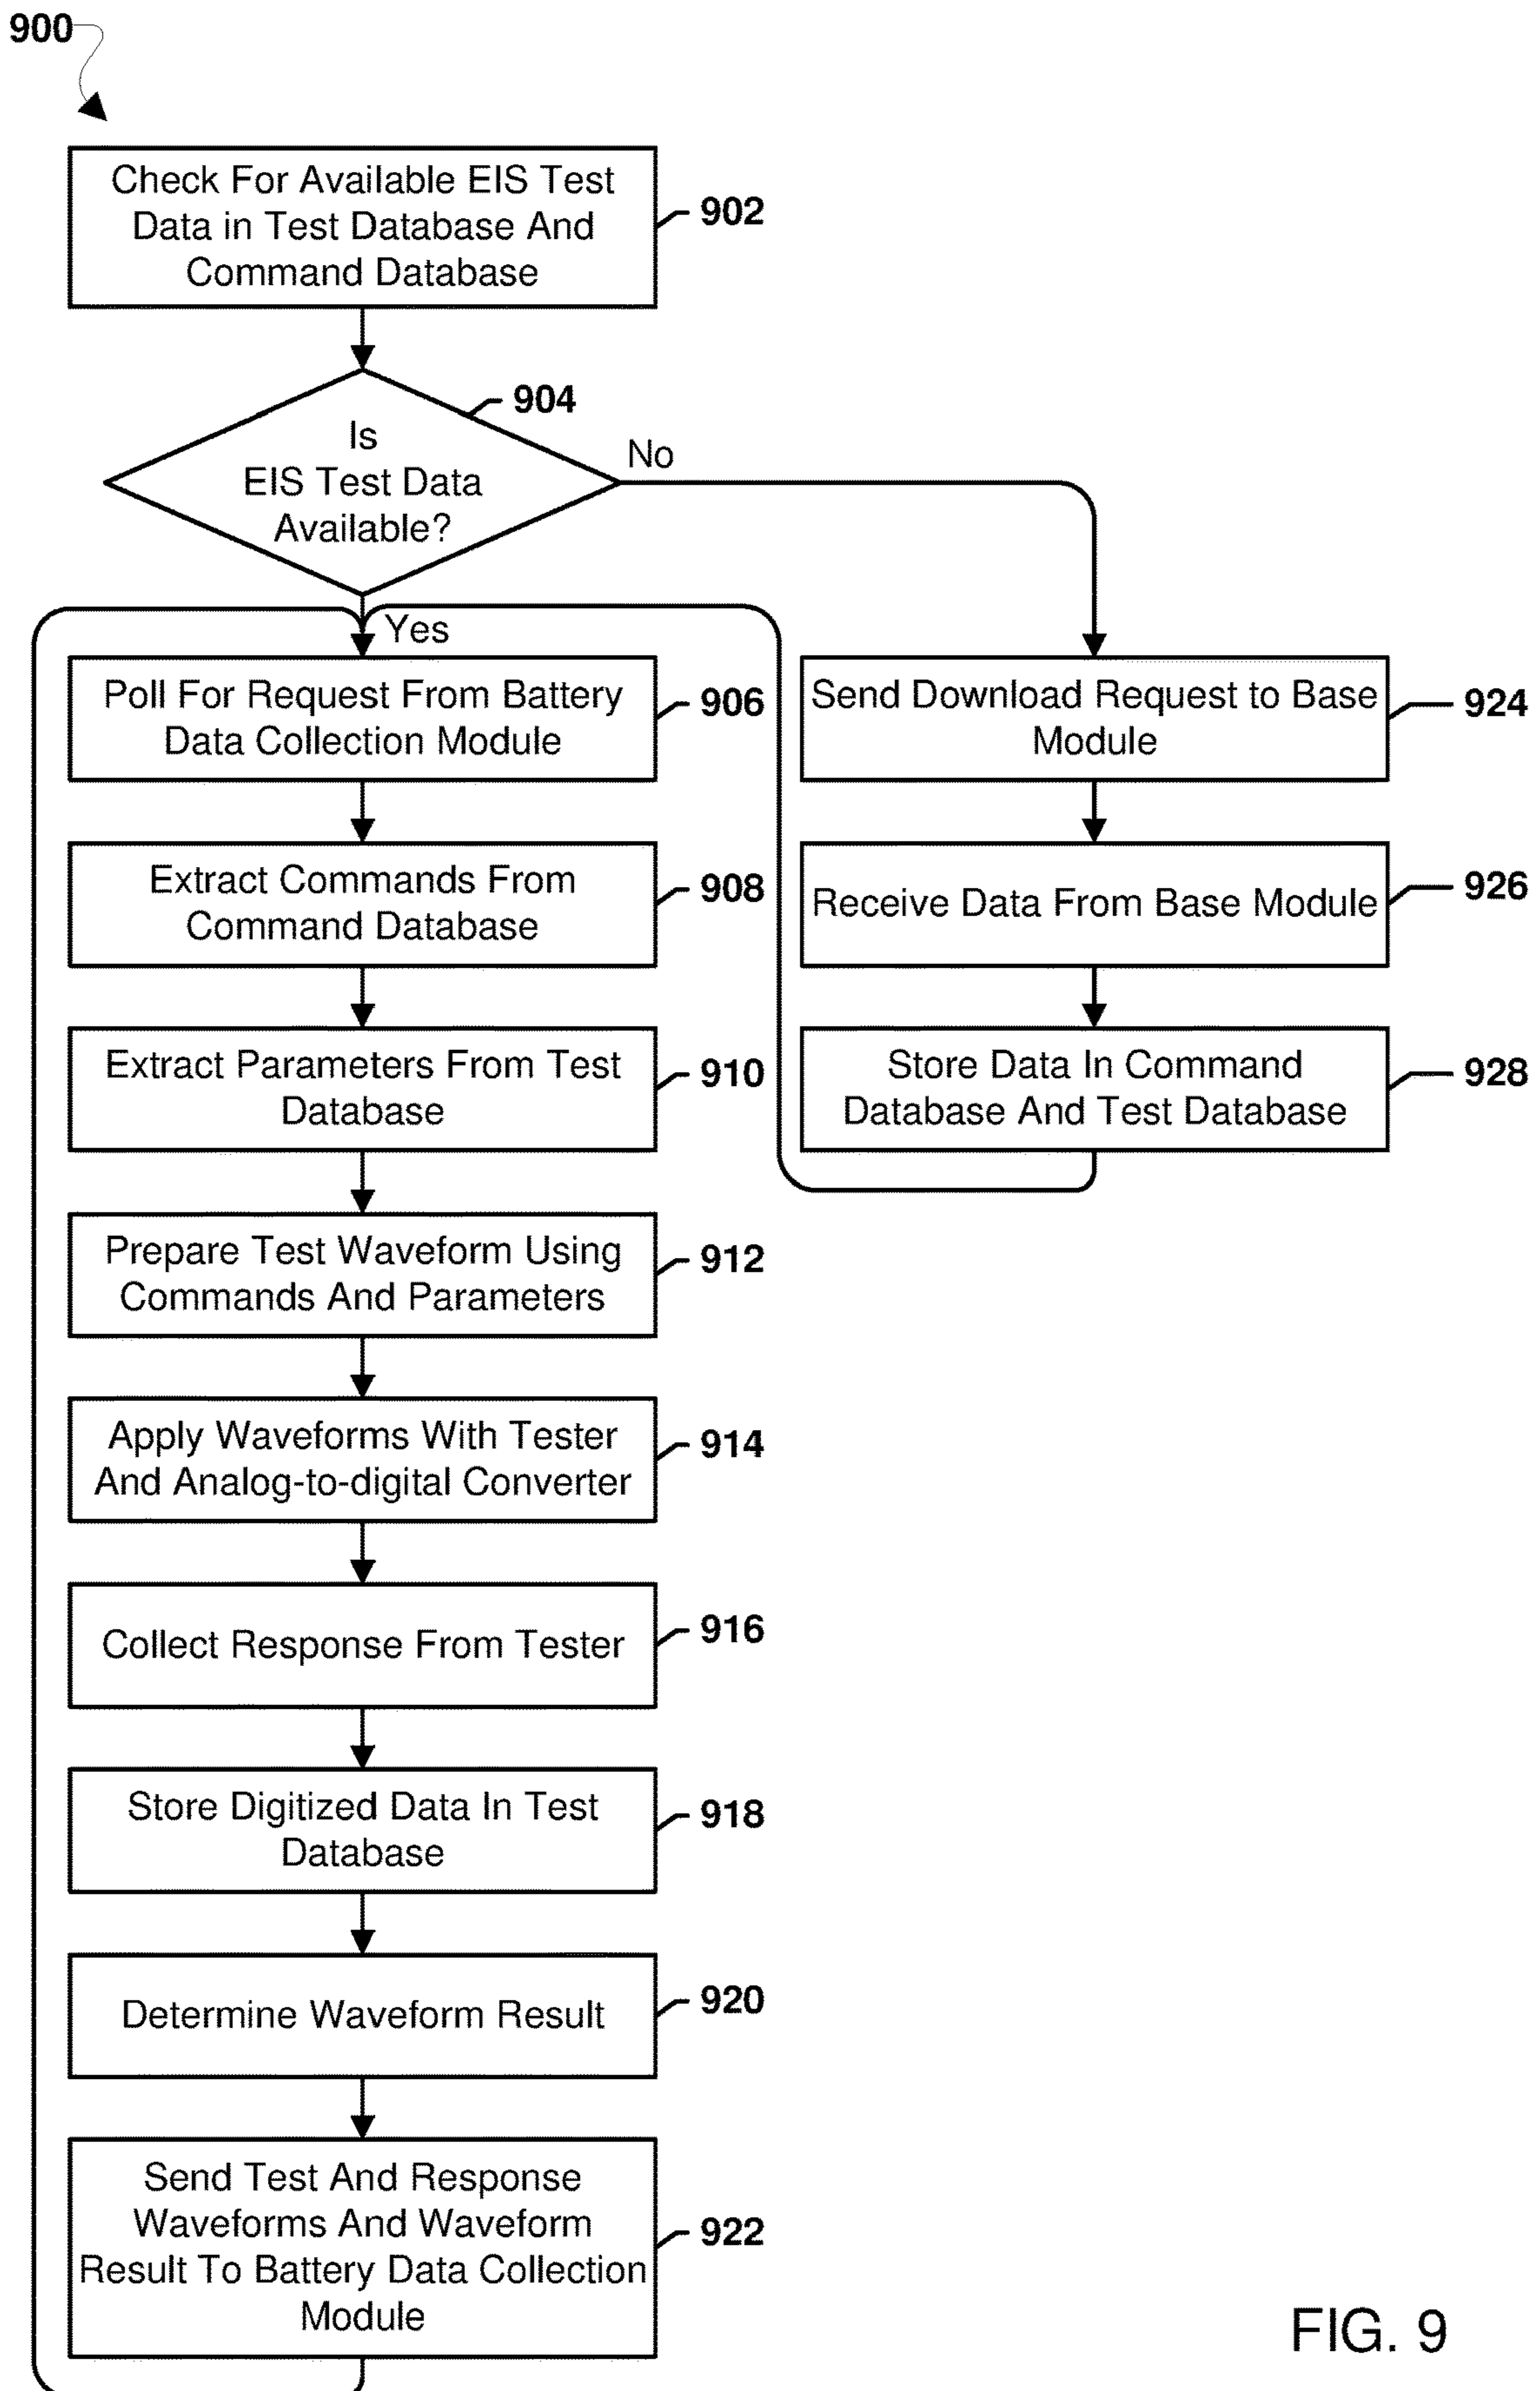 900
Check For Available EIS Test
Data in Test Database And
Command Database
902
904
Is
EIS Test Data
Available?
No
Yes
Poll For Request From Battery
Data Collection Module
906
Extract Commands From
Command Database
908
Extract Parameters From Test
Database
910
Prepare Test Waveform Using
Commands And Parameters
912
Apply Waveforms With Tester
And Analog-to-digital Converter
914
Collect Response From Tester
916
Store Digitized Data In Test
Database
918
Determine Waveform Result
920
Send Test And Response
Waveforms And Waveform
Result To Battery Data Collection
Module
922
Send Download Request to Base
Module
924
Receive Data From Base Module
926
Store Data In Command
Database And Test Database
928
FIG. 9